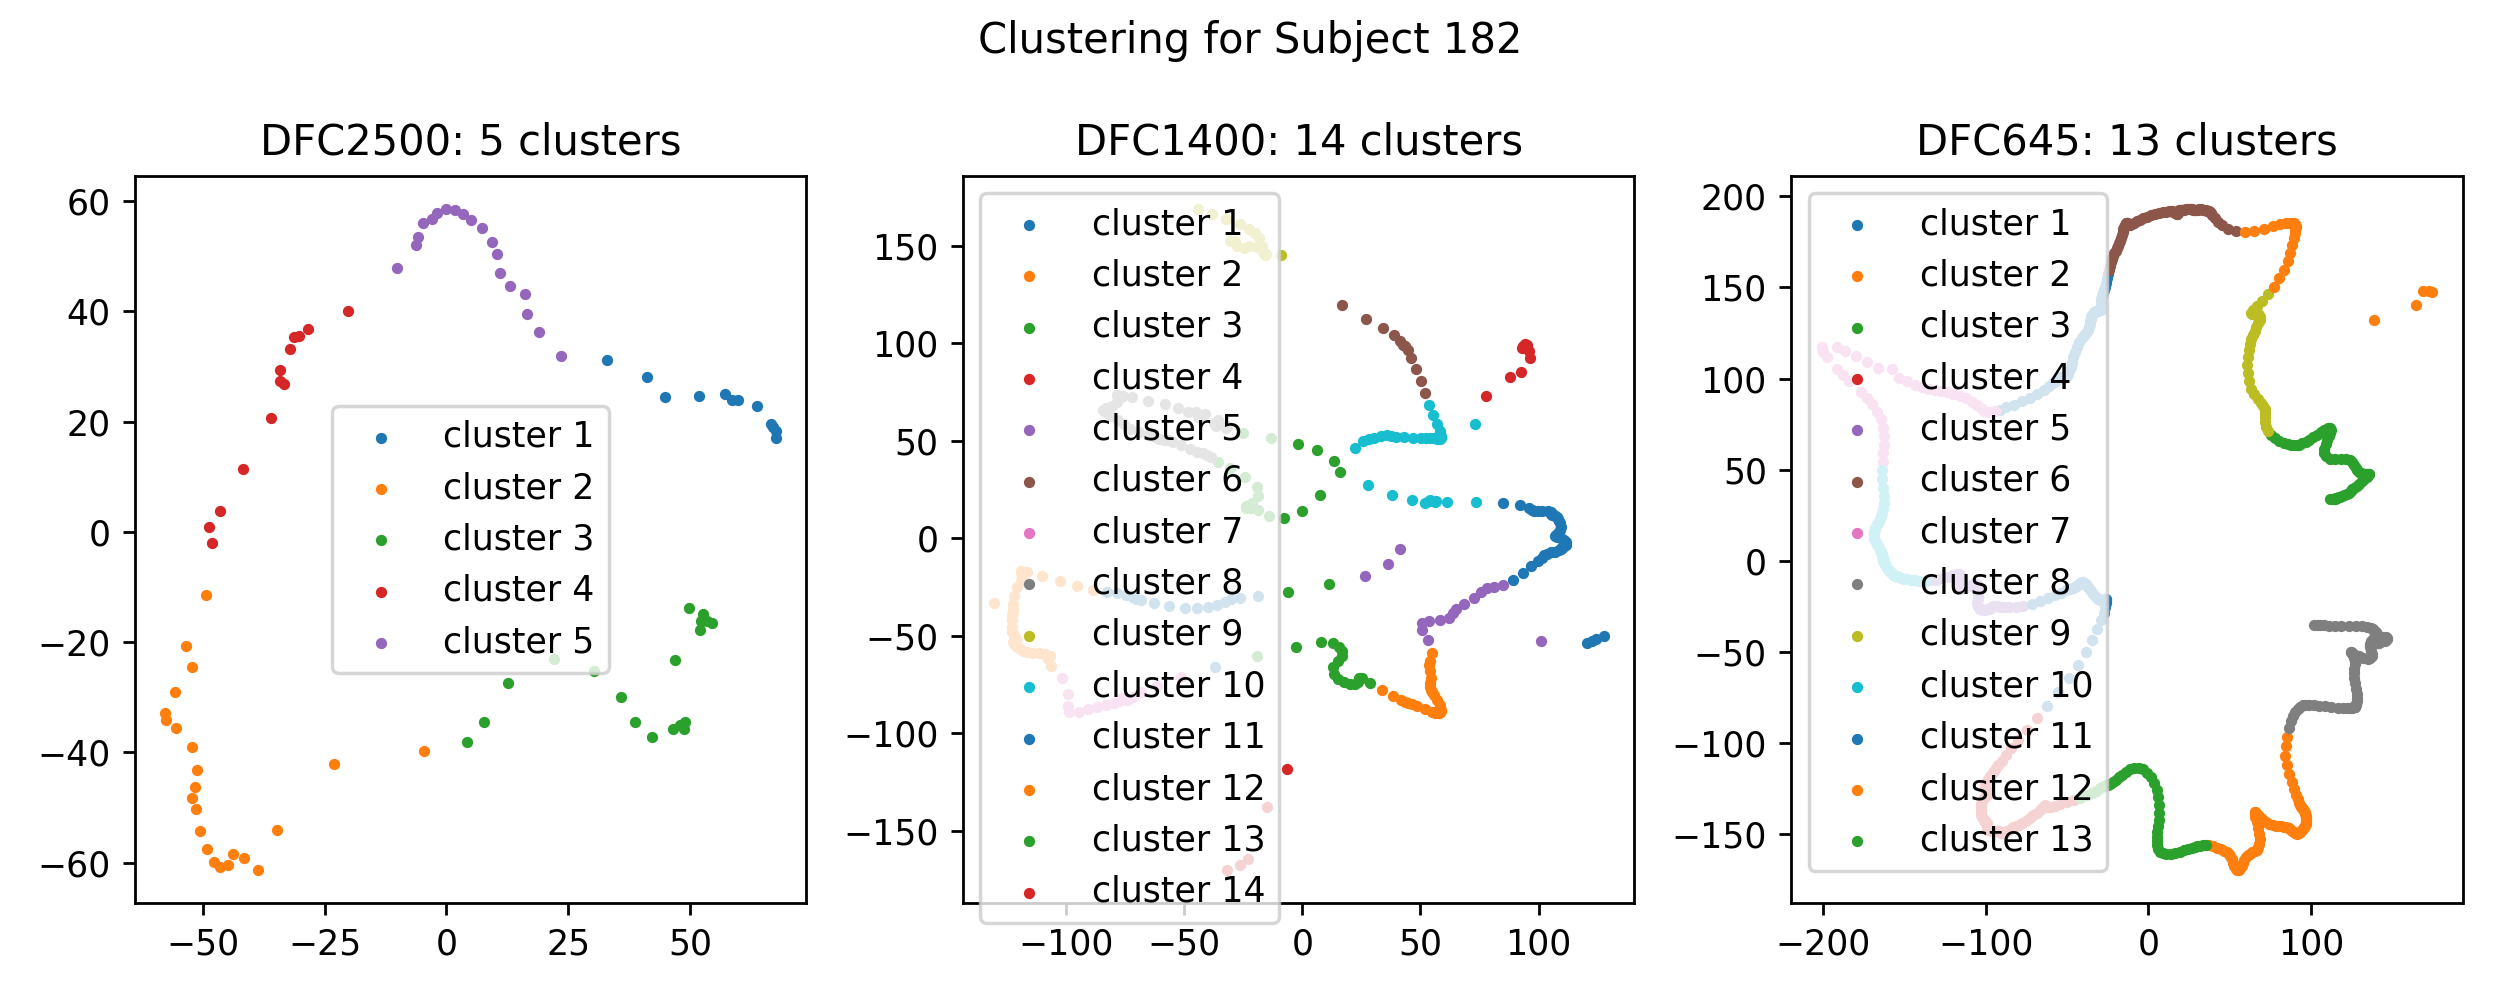 Clustering for Subject 182
DFC2500: 5 clusters
60
40
20
0
−20
−40
−60
−50
−25
0
25
50
cluster 1
cluster 2
cluster 3
cluster 4
cluster 5
DFC1400: 14 clusters
150
100
50
0
−50
−100
−150
−100
−50
0
50
100
cluster 1
cluster 2
cluster 3
cluster 4
cluster 5
cluster 6
cluster 7
cluster 8
cluster 9
cluster 10
cluster 11
cluster 12
cluster 13
cluster 14
DFC645: 13 clusters
200
150
100
50
0
−50
−100
−150
−200
−100
0
100
cluster 1
cluster 2
cluster 3
cluster 4
cluster 5
cluster 6
cluster 7
cluster 8
cluster 9
cluster 10
cluster 11
cluster 12
cluster 13